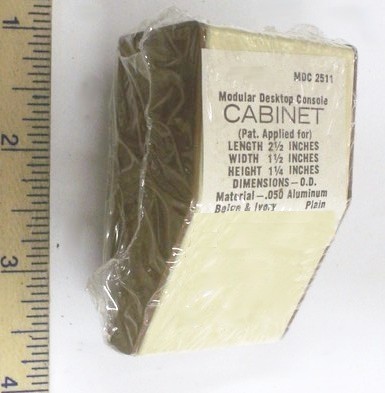 MDC 2511
Modular Desktop Console
CABINET
(Pat. Applied for)
LENGTH 2½ INCHES
WIDTH 1½ INCHES
HEIGHT 1¼ INCHES
DIMENSIONS — O.D.
Material — .050 Aluminum
Beige & Ivory Plain
1
2
3
4